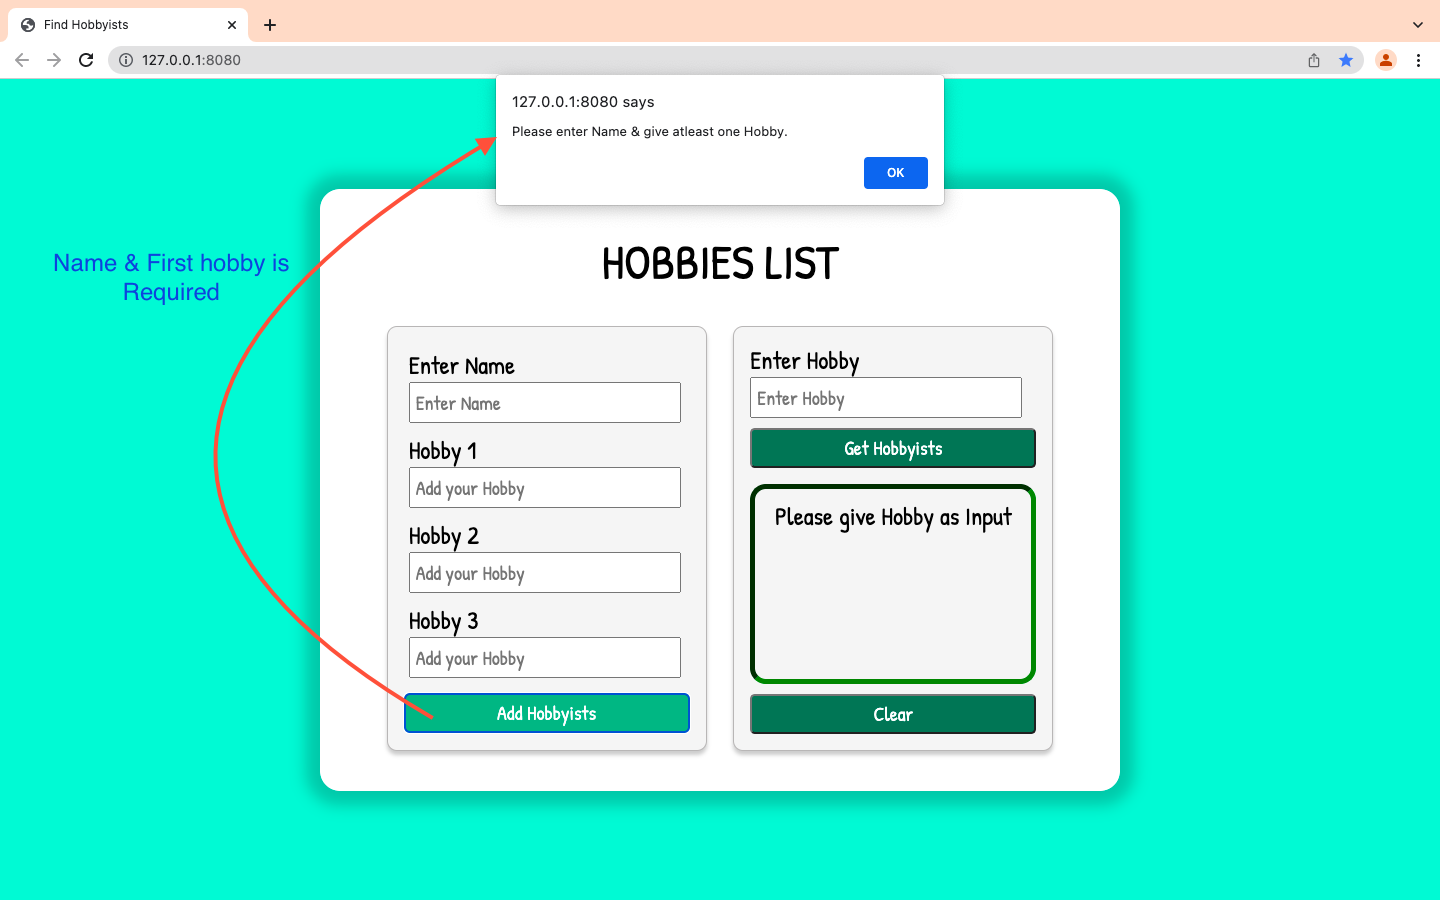 Find Hobbyists
127.0.0.1:8080
127.0.0.1:8080 says
Please enter Name & give atleast one Hobby.
OK
Name & First hobby is
Required
HOBBIES LIST
Enter Name
Enter Name
Hobby 1
Add your Hobby
Hobby 2
Add your Hobby
Hobby 3
Add your Hobby
Add Hobbyists
Enter Hobby
Enter Hobby
Get Hobbyists
Please give Hobby as Input
Clear